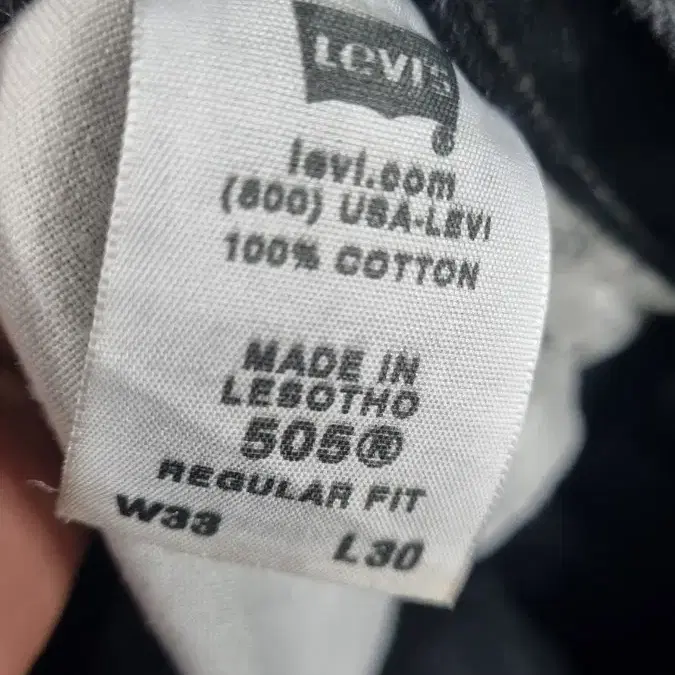 Levi's
levi.com
(800) USA-LEVI
100% COTTON
MADE IN
LESOTHO
505®
REGULAR FIT
W33 L30